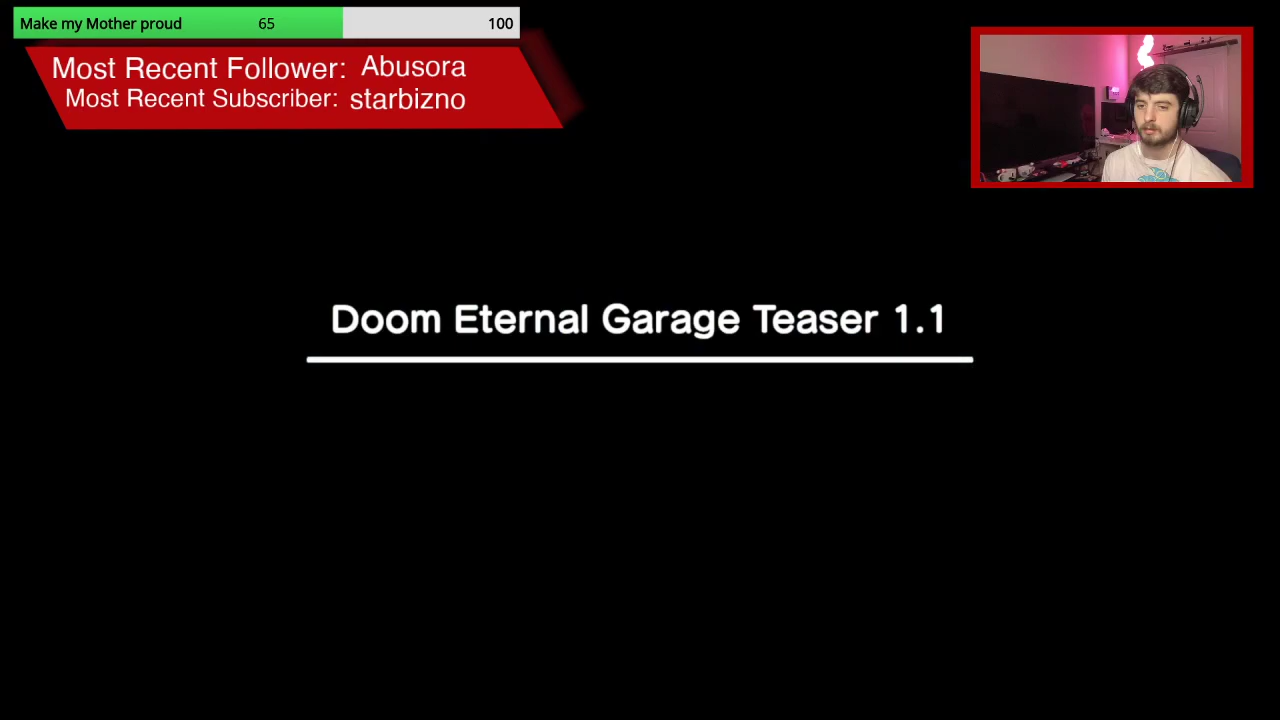 Make my Mother proud 65 100
Most Recent Follower: Abusora
Most Recent Subscriber: starbizno
Doom Eternal Garage Teaser 1.1